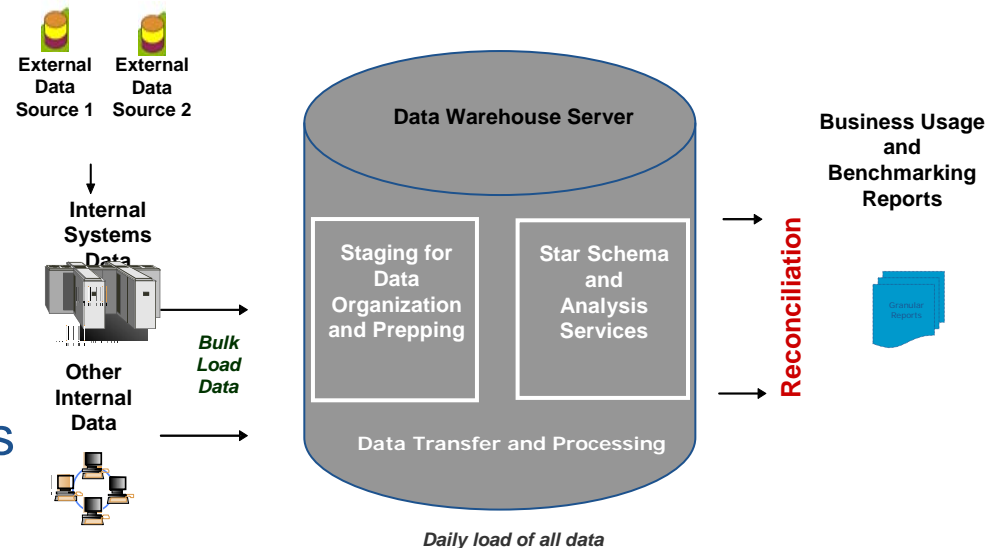 External
Data
Source 1
External
Data
Source 2
Data Warehouse Server
Business Usage
and
Benchmarking
Reports
Internal
Systems
Data
Staging for
Data
Organization
and Prepping
Star Schema
and
Analysis
Services
Reconciliation
Granular
Reports
Bulk
Load
Data
Other
Internal
Data
s
Data Transfer and Processing
Daily load of all data